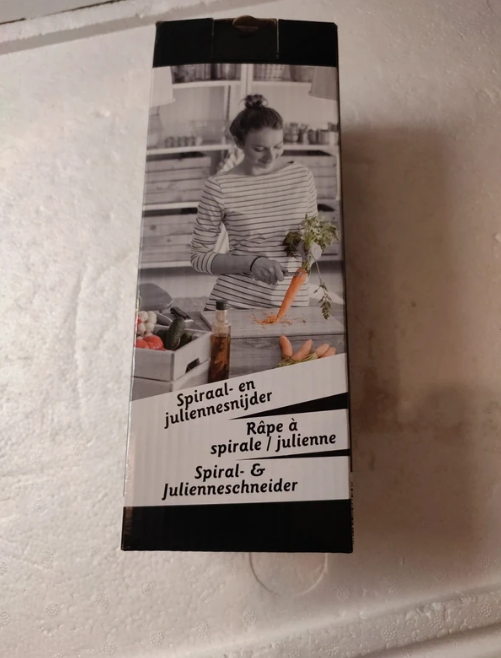 Spiraal- en
juliennesnijder
Râpe à
spirale / julienne
Spiral- &
Julienneschneider